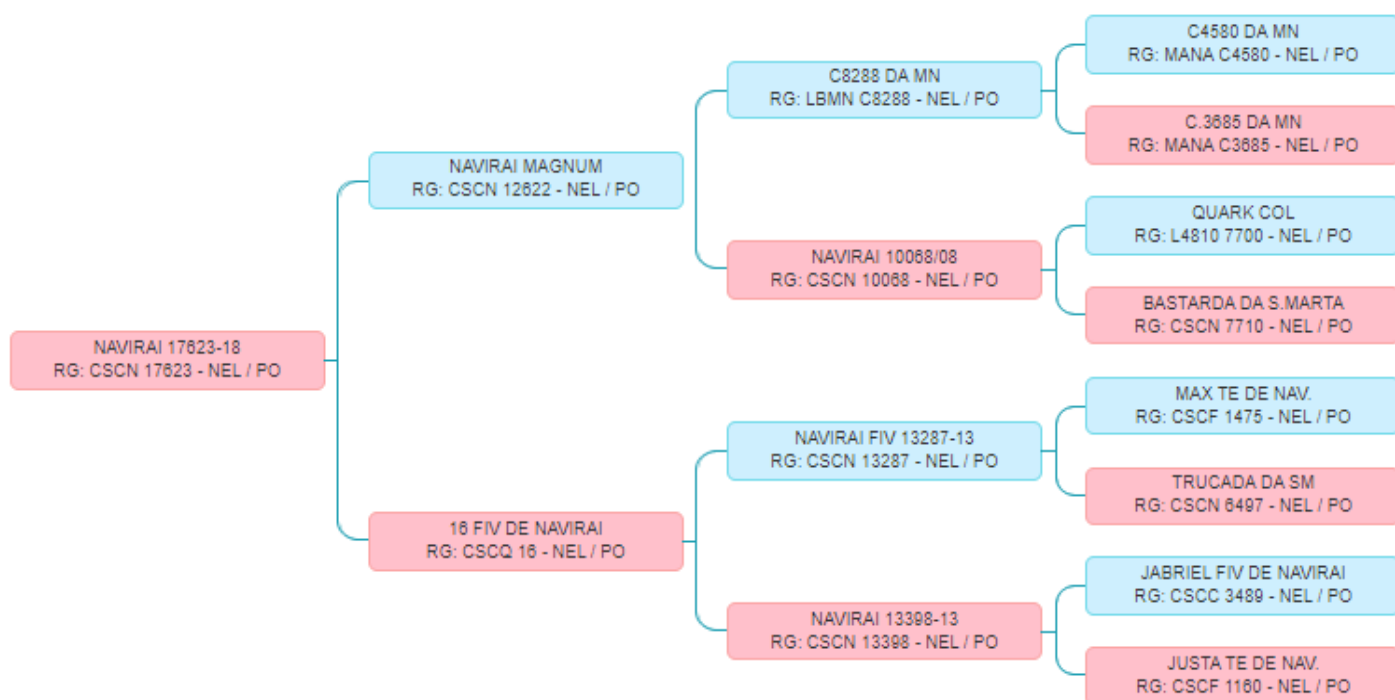 C4580 DA MN
RG: MANA C4580 - NEL / PO
C8288 DA MN
RG: LBMN C8288 - NEL / PO
C.3685 DA MN
RG: MANA C3685 - NEL / PO
NAVIRAI MAGNUM
RG: CSCN 12622 - NEL / PO
QUARK COL
RG: L4810 7700 - NEL / PO
NAVIRAI 10068/08
RG: CSCN 10068 - NEL / PO
BASTARDA DA S.MARTA
RG: CSCN 7710 - NEL / PO
NAVIRAI 17623-18
RG: CSCN 17623 - NEL / PO
MAX TE DE NAV.
RG: CSCF 1475 - NEL / PO
NAVIRAI FIV 13287-13
RG: CSCN 13287 - NEL / PO
TRUCADA DA SM
RG: CSCN 6497 - NEL / PO
16 FIV DE NAVIRAI
RG: CSCQ 16 - NEL / PO
JABRIEL FIV DE NAVIRAI
RG: CSCC 3489 - NEL / PO
NAVIRAI 13398-13
RG: CSCN 13398 - NEL / PO
JUSTA TE DE NAV.
RG: CSCF 1160 - NEL / PO